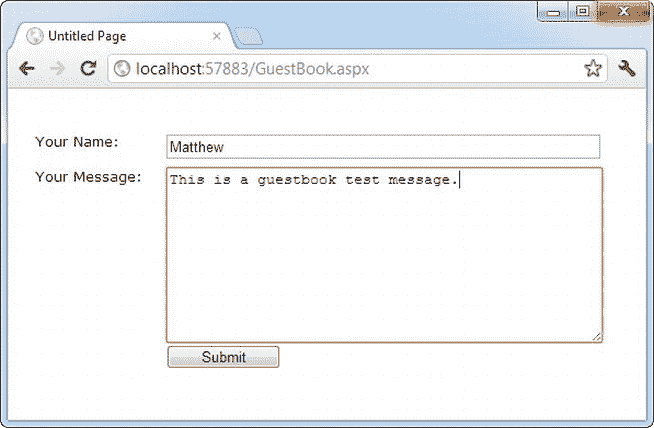 Untitled Page
localhost:57883/GuestBook.aspx
Your Name:
Matthew
Your Message:
This is a guestbook test message.
Submit